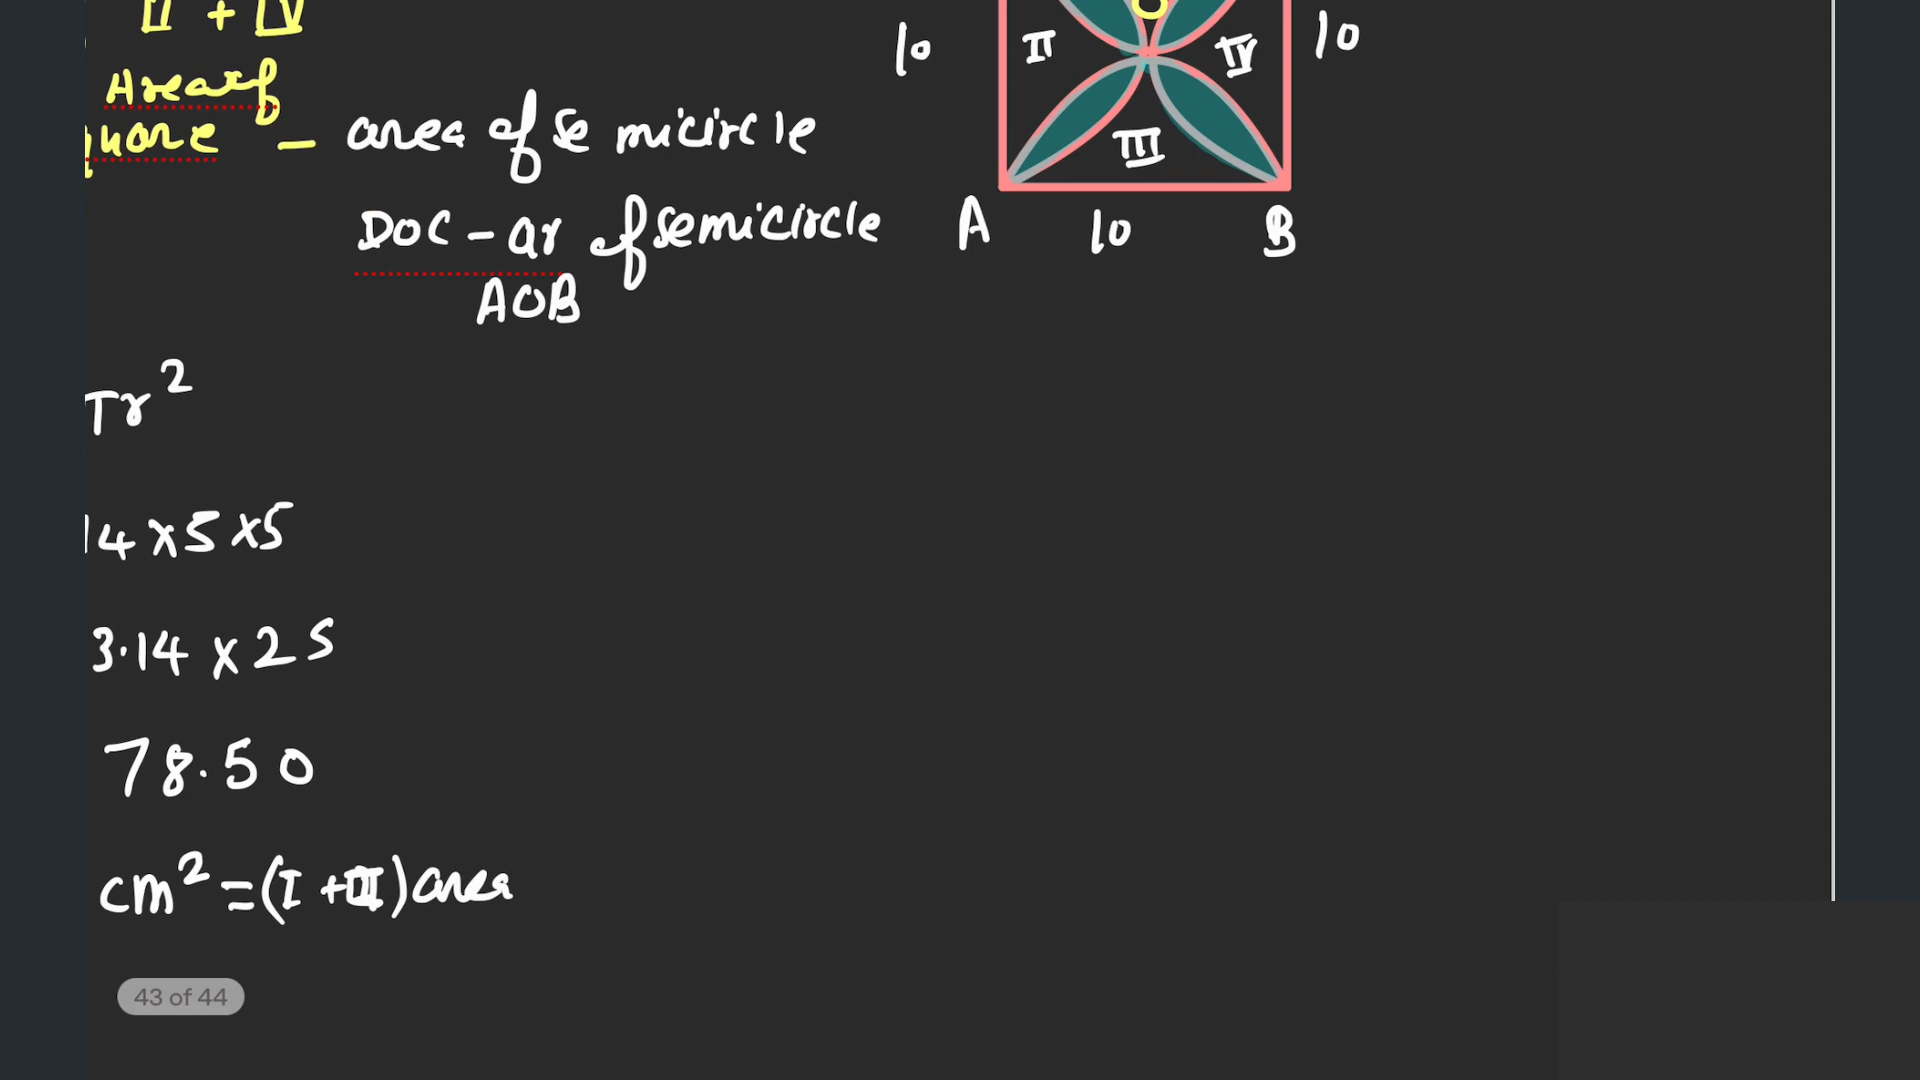 II + IV
Area of
quare - area of semicircle
DOC - ar of semicircle
AOB
πr²
14 x 5 x 5
3.14 x 25
78.50
cm² = (I + III) area
43 of 44
O
10 II IV 10
III
A 10 B